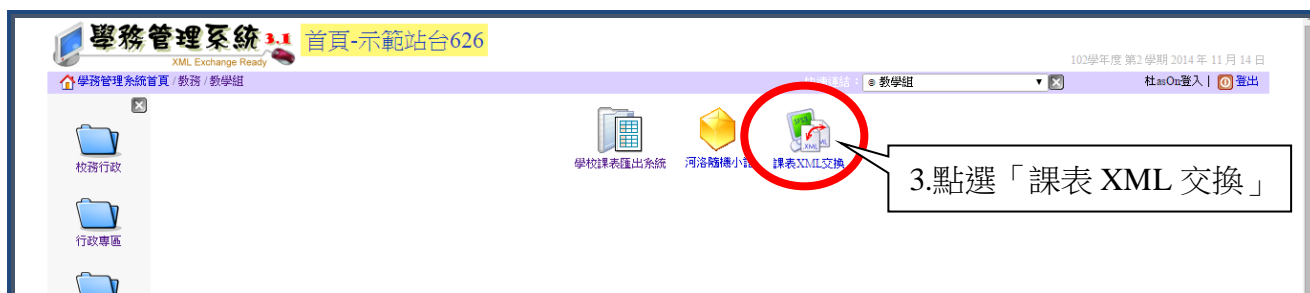 學務管理系統 3.1 首頁-示範站台626
XML Exchange Ready
102學年度 第2學期 2014 年 11 月 14 日
學務管理系統首頁 / 教務 / 教學組
◎ 教學組
杜asOn登入 | 登出
校務行政
行政專區
學校課表匯出系統
河洛隨機小
課表XML交換
3.點選「課表 XML 交換」